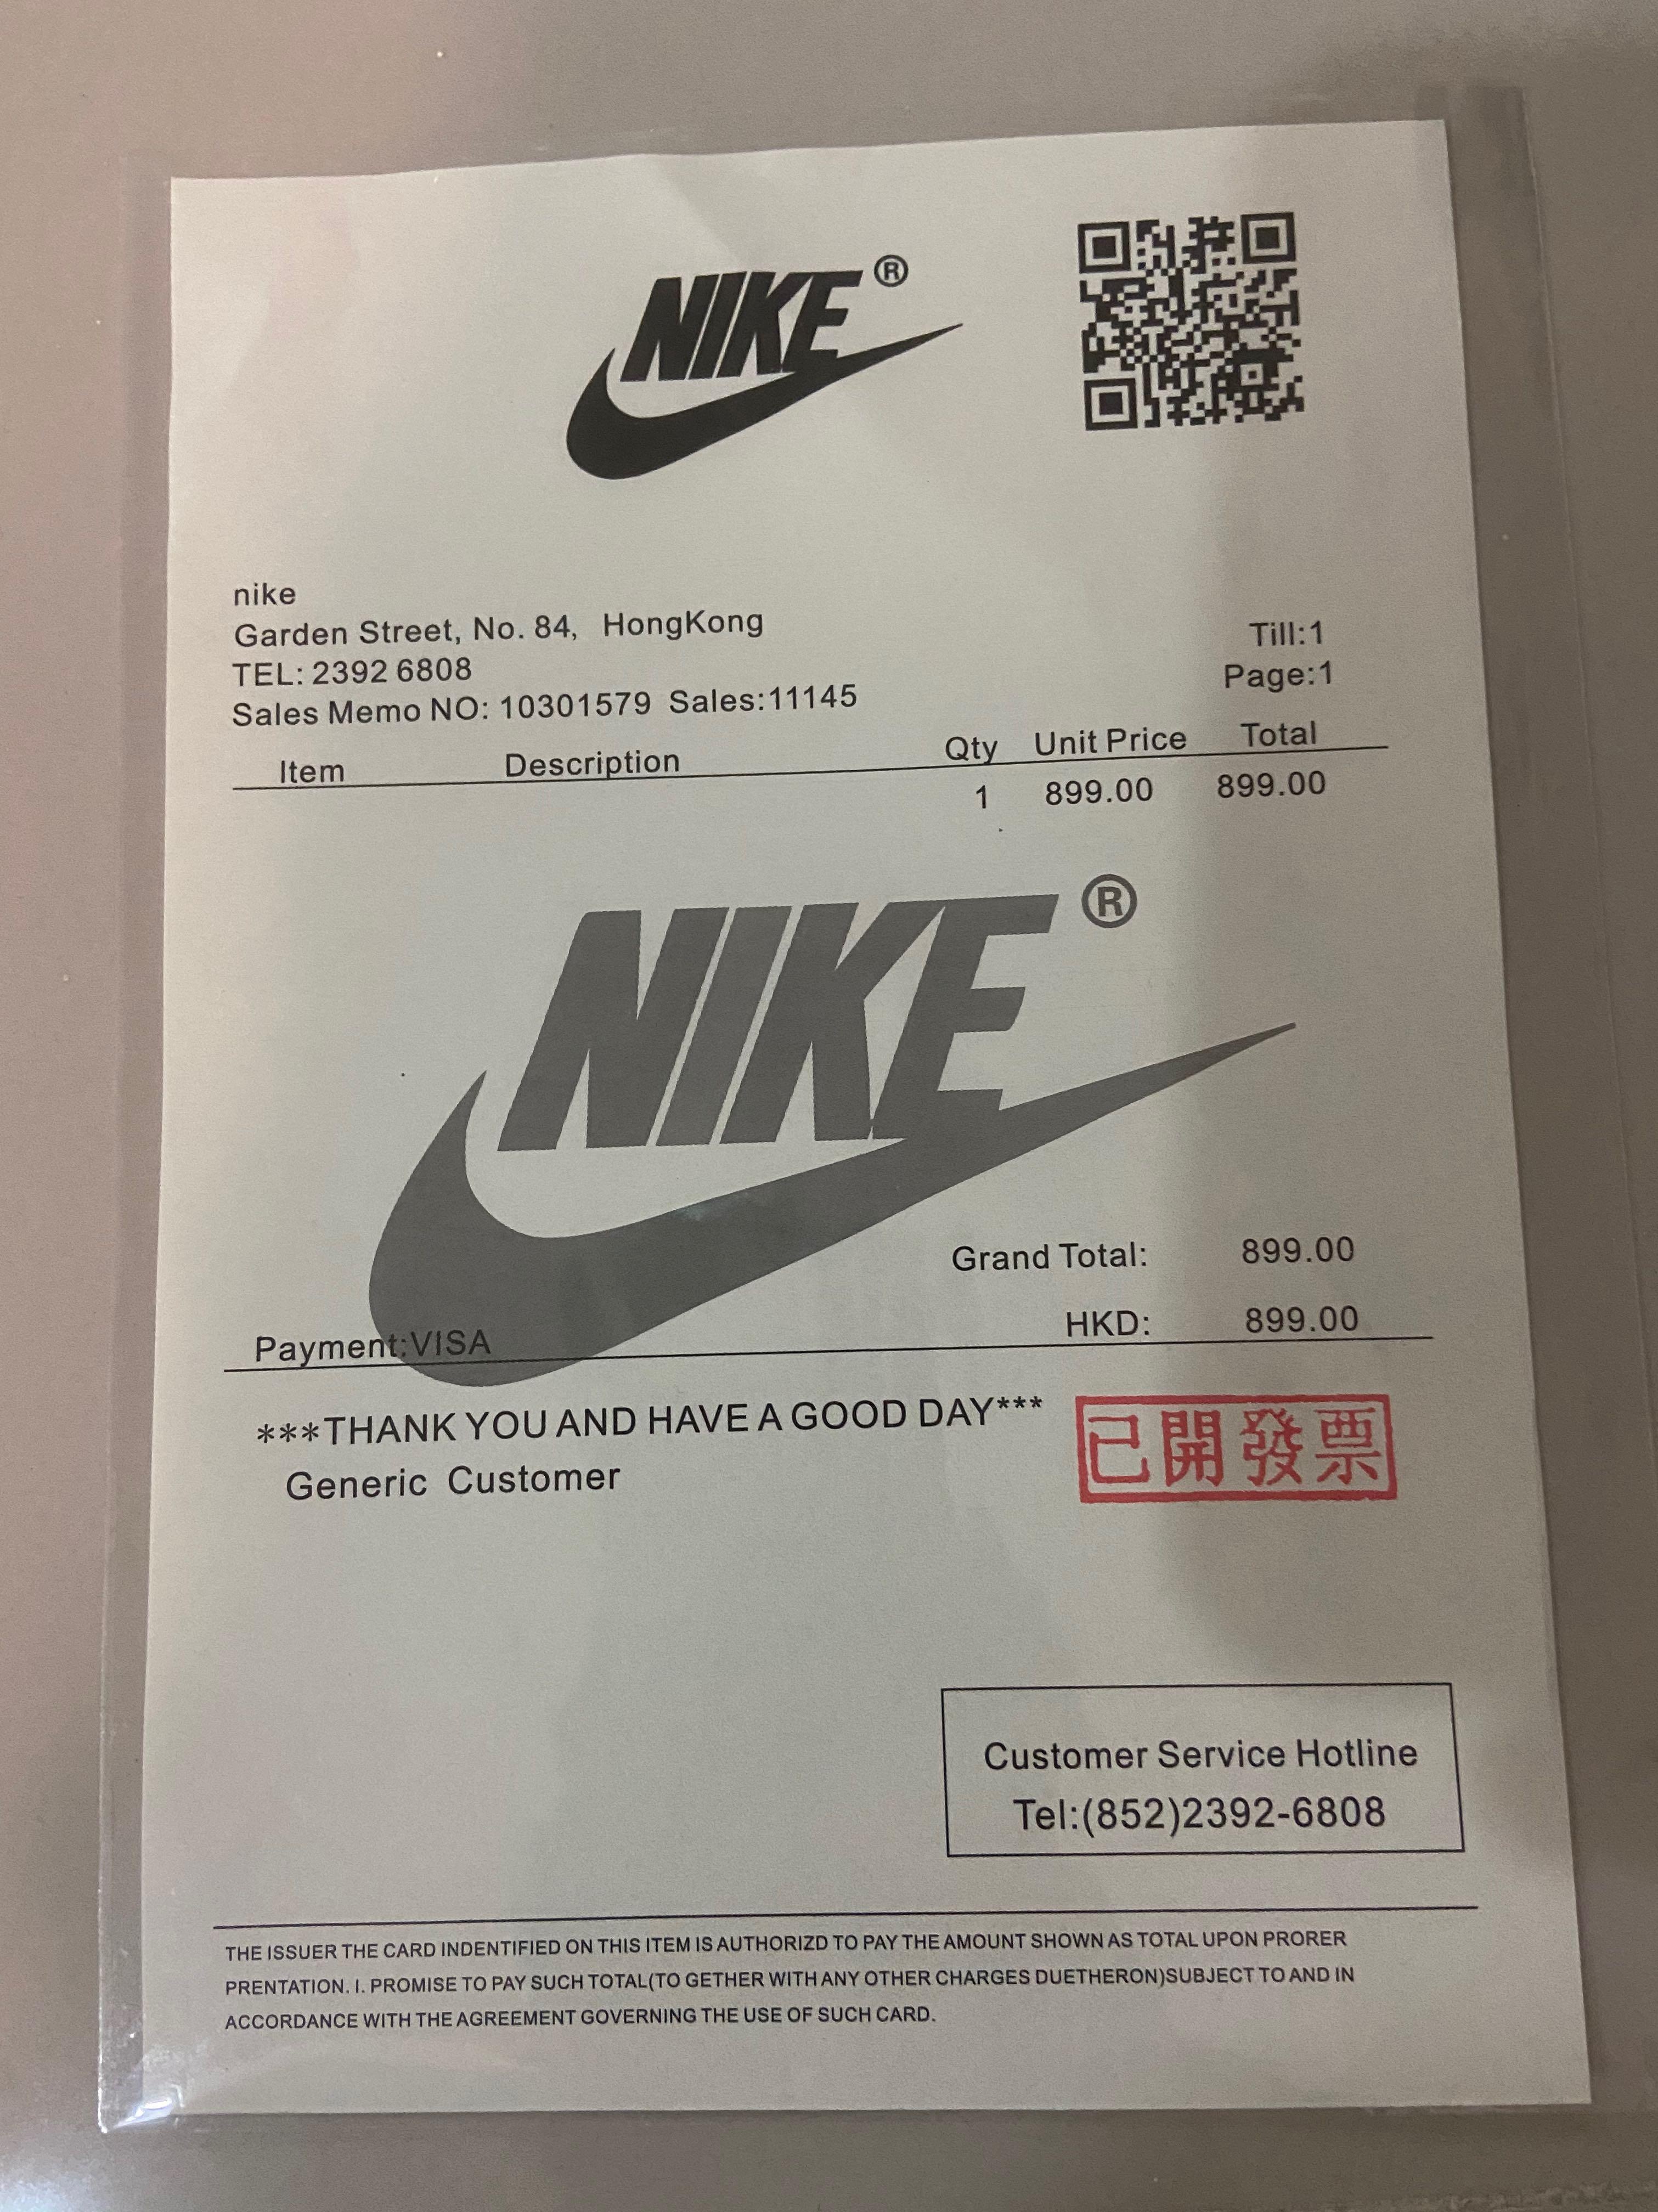 NIKE®
nike
Garden Street, No. 84, HongKong
TEL: 2392 6808
Till:1
Page:1
Sales Memo NO: 10301579 Sales:11145
Item Description Qty Unit Price Total
1 899.00 899.00
NIKE®
Grand Total: 899.00
HKD: 899.00
Payment:VISA
***THANK YOU AND HAVE A GOOD DAY***
已開發票
Generic Customer
Customer Service Hotline
Tel:(852)2392-6808
THE ISSUER THE CARD INDENTIFIED ON THIS ITEM IS AUTHORIZD TO PAY THE AMOUNT SHOWN AS TOTAL UPON PRORER
PRENTATION. I. PROMISE TO PAY SUCH TOTAL(TO GETHER WITH ANY OTHER CHARGES DUETHERON)SUBJECT TO AND IN
ACCORDANCE WITH THE AGREEMENT GOVERNING THE USE OF SUCH CARD.